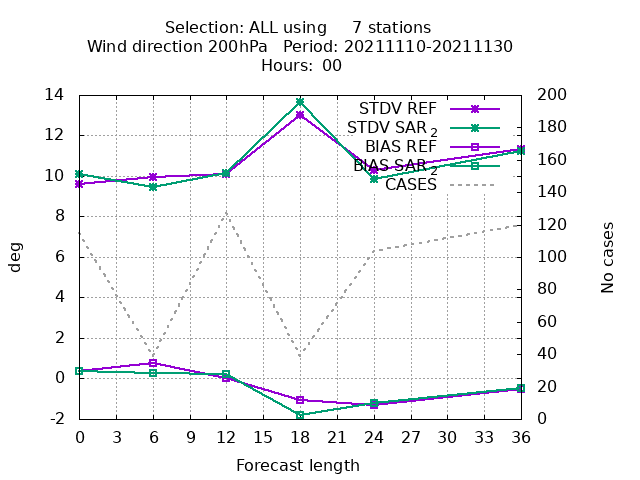 Selection: ALL using     7 stations
Wind direction 200hPa   Period: 20211110-20211130
Hours: 00
14 200
STDV REF
180
STDV SAR 2
12
BIAS REF
160
BIAS SAR 2
10
CASES
140
8 120
deg
6 100
No cases
4 80
60
2
40
0
20
-2 0
0 3 6 9 12 15 18 21 24 27 30 33 36
Forecast length